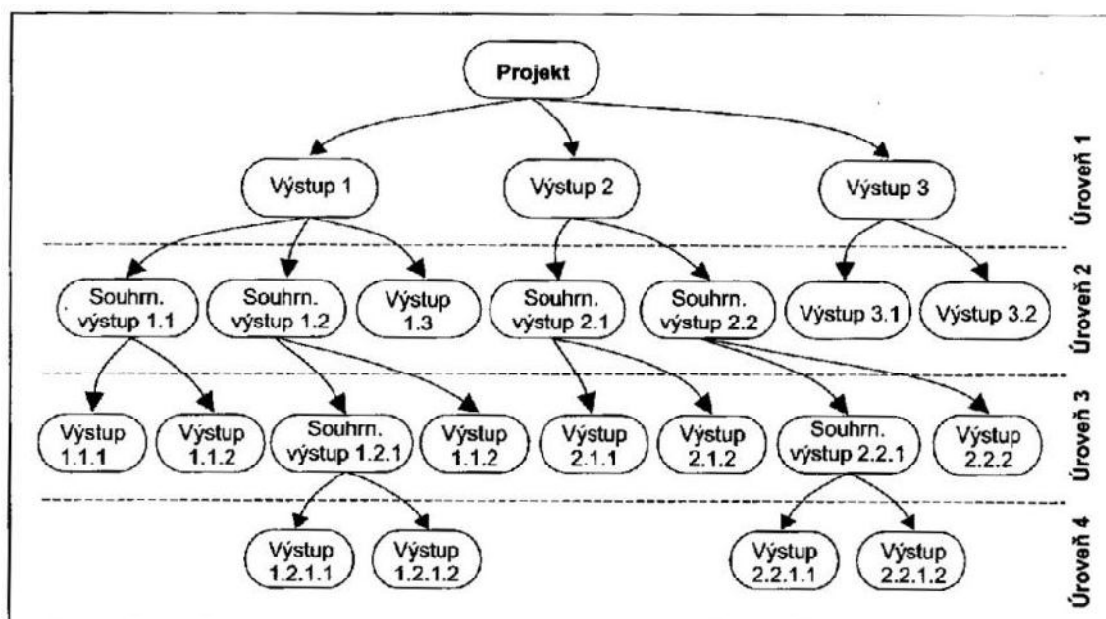 Projekt
Výstup 1
Výstup 2
Výstup 3
Úroveň 1
Souhrn.
výstup 1.1
Souhrn.
výstup 1.2
Výstup
1.3
Souhrn.
výstup 2.1
Souhrn.
výstup 2.2
Výstup 3.1
Výstup 3.2
Úroveň 2
Výstup
1.1.1
Výstup
1.1.2
Souhrn.
výstup 1.2.1
Výstup
1.1.2
Výstup
2.1.1
Výstup
2.1.2
Souhrn.
výstup 2.2.1
Výstup
2.2.2
Úroveň 3
Výstup
1.2.1.1
Výstup
1.2.1.2
Výstup
2.2.1.1
Výstup
2.2.1.2
Úroveň 4